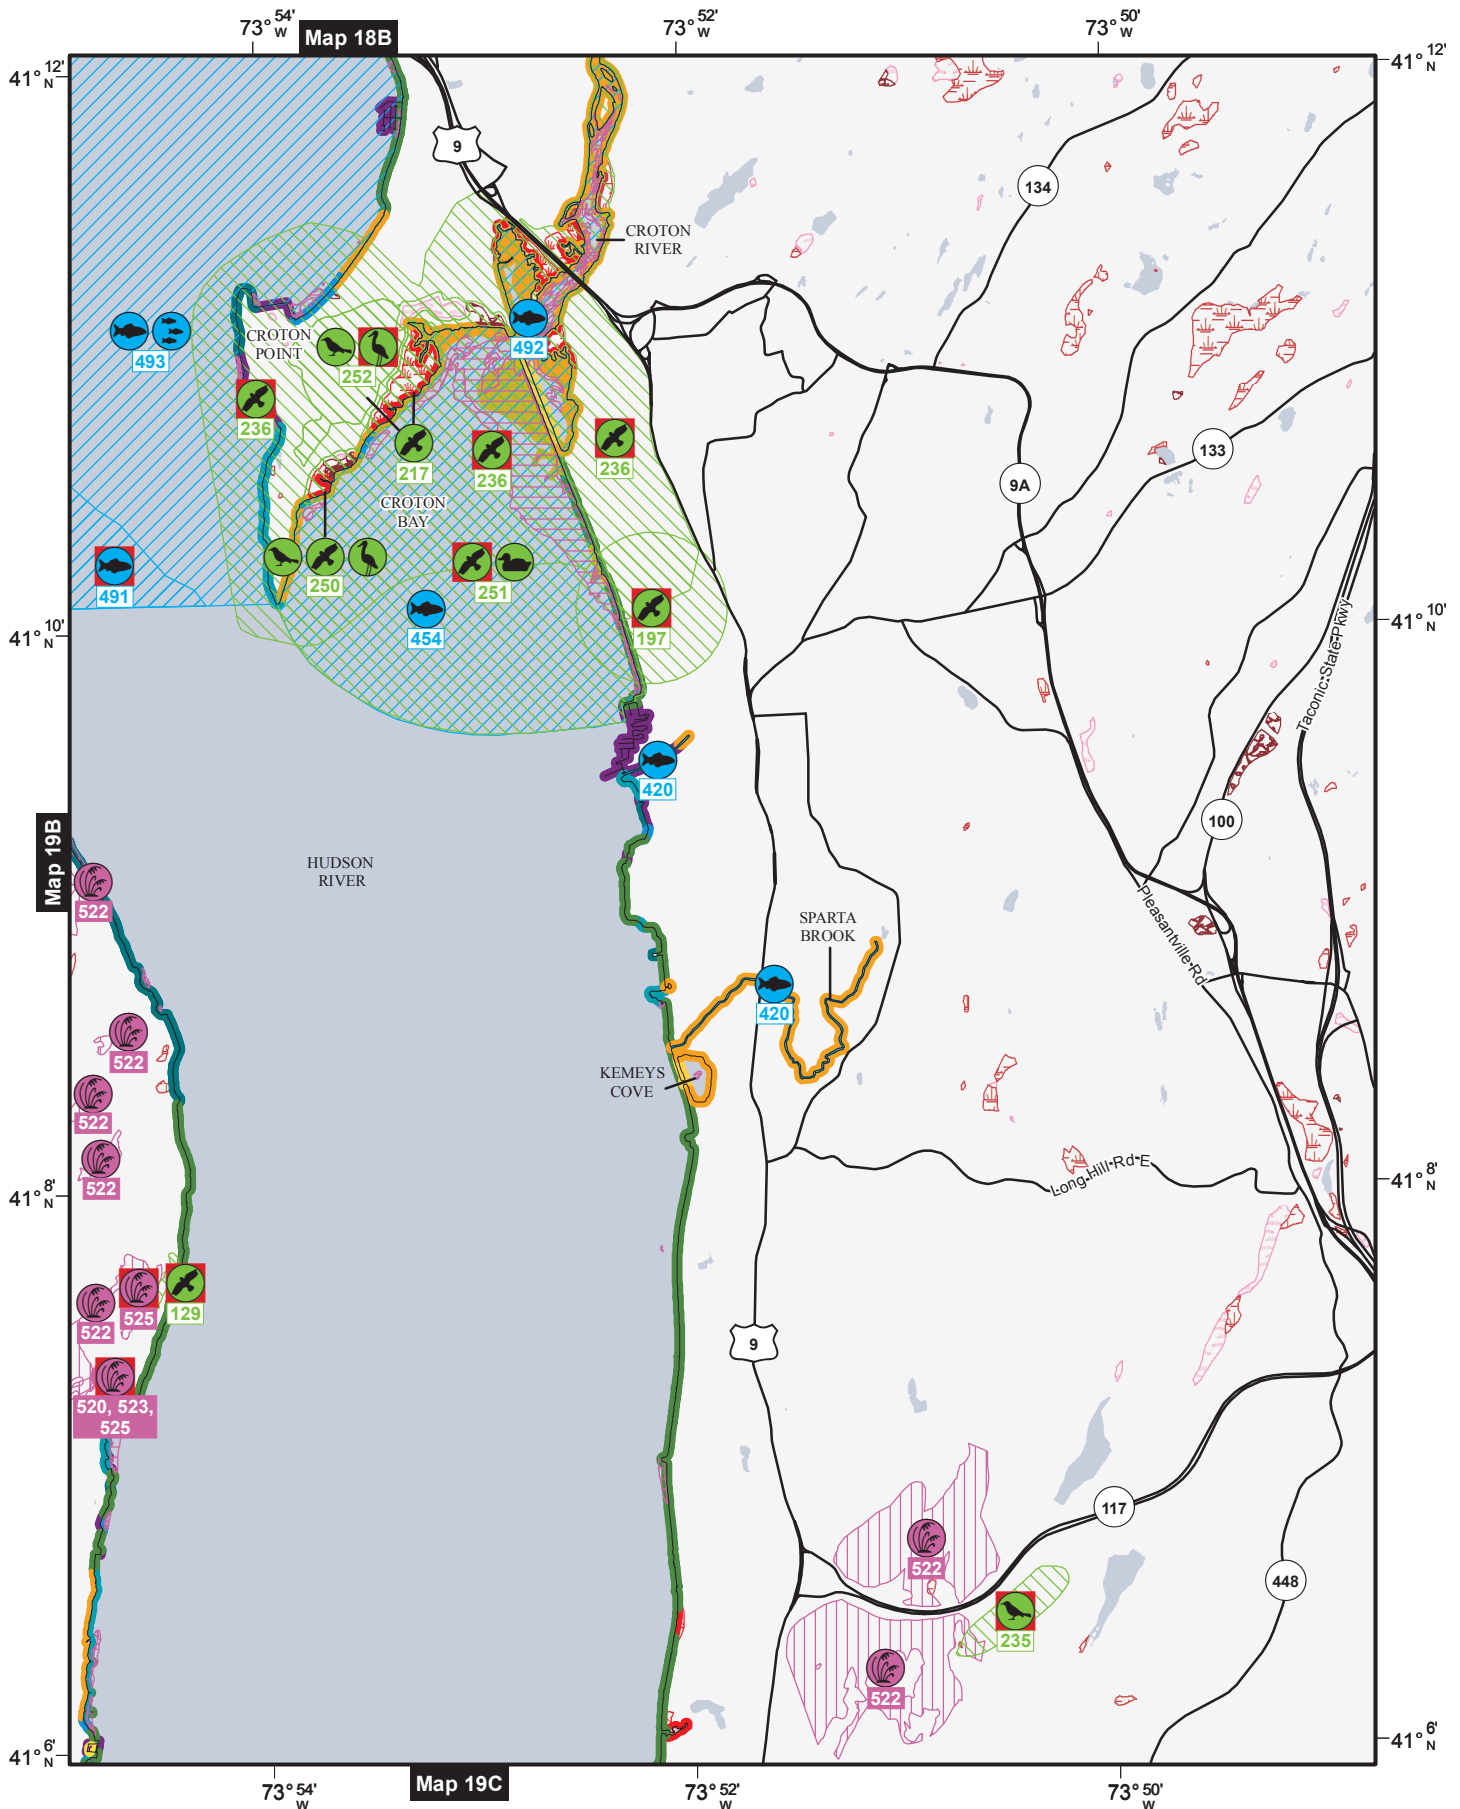 73° 54' W
Map 18B
73° 52' W
73° 50' W
41° 12' N
41° 12' N
9
134
CROTON
RIVER
493
CROTON
POINT
252
492
236
217
236
236
133
9A
CROTON
BAY
491
250
251
454
197
41° 10' N
41° 10' N
Taconic State Pkwy
420
Map 19B
HUDSON
RIVER
100
522
Pleasantville Rd
SPARTA
BROOK
420
522
KEMEYS
COVE
522
522
Long Hill Rd E
41° 8' N
41° 8' N
522
525
129
9
520, 523,
525
117
522
448
235
522
41° 6' N
41° 6' N
73° 54' W
Map 19C
73° 52' W
73° 50' W